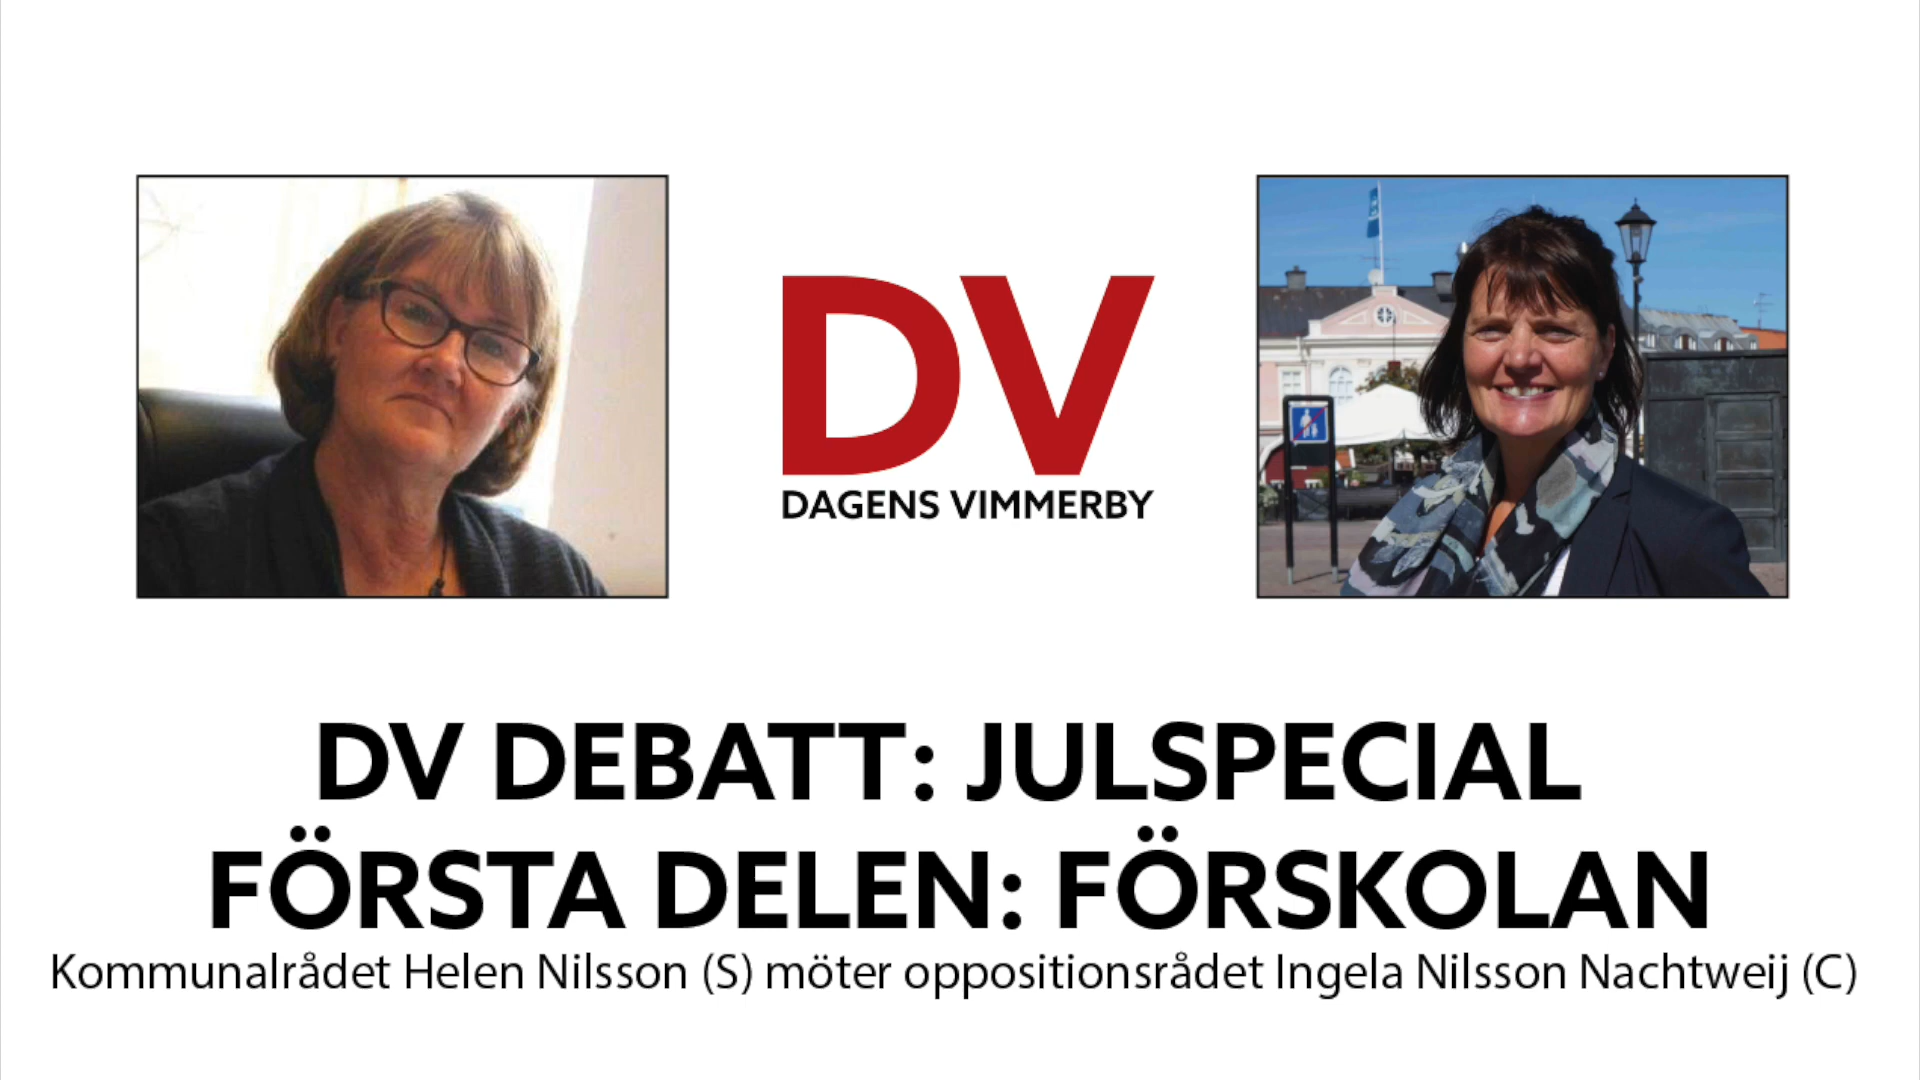 DV
DAGENS VIMMERBY
DV DEBATT: JULSPECIAL
FÖRSTA DELEN: FÖRSKOLAN
Kommunalrådet Helen Nilsson (S) möter oppositionsrådet Ingela Nilsson Nachtweij (C)